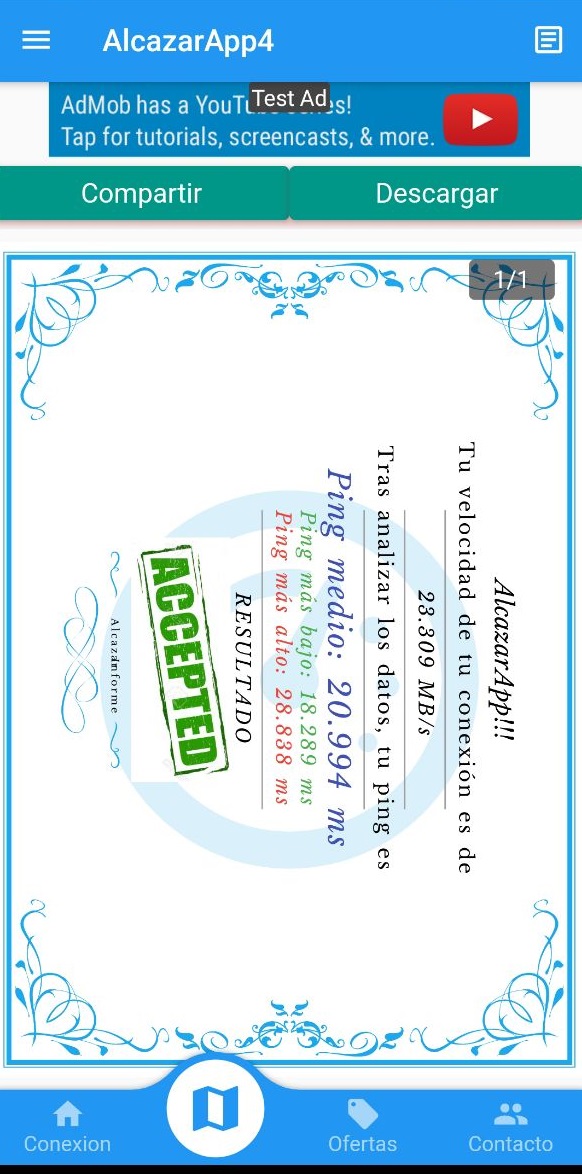 AlcazarApp4
Test Ad
AdMob has a YouTube series!
Tap for tutorials, screencasts, & more.
Compartir
Descargar
1/1
AlcazarApp!!!
Tu velocidad de tu conexión es de
23.309 MB/s
Tras analizar los datos, tu ping es
Ping medio: 20.994 ms
Ping más bajo: 18.289 ms
Ping más alto: 28.838 ms
RESULTADO
ACCEPTED
Conexion
Ofertas
Contacto